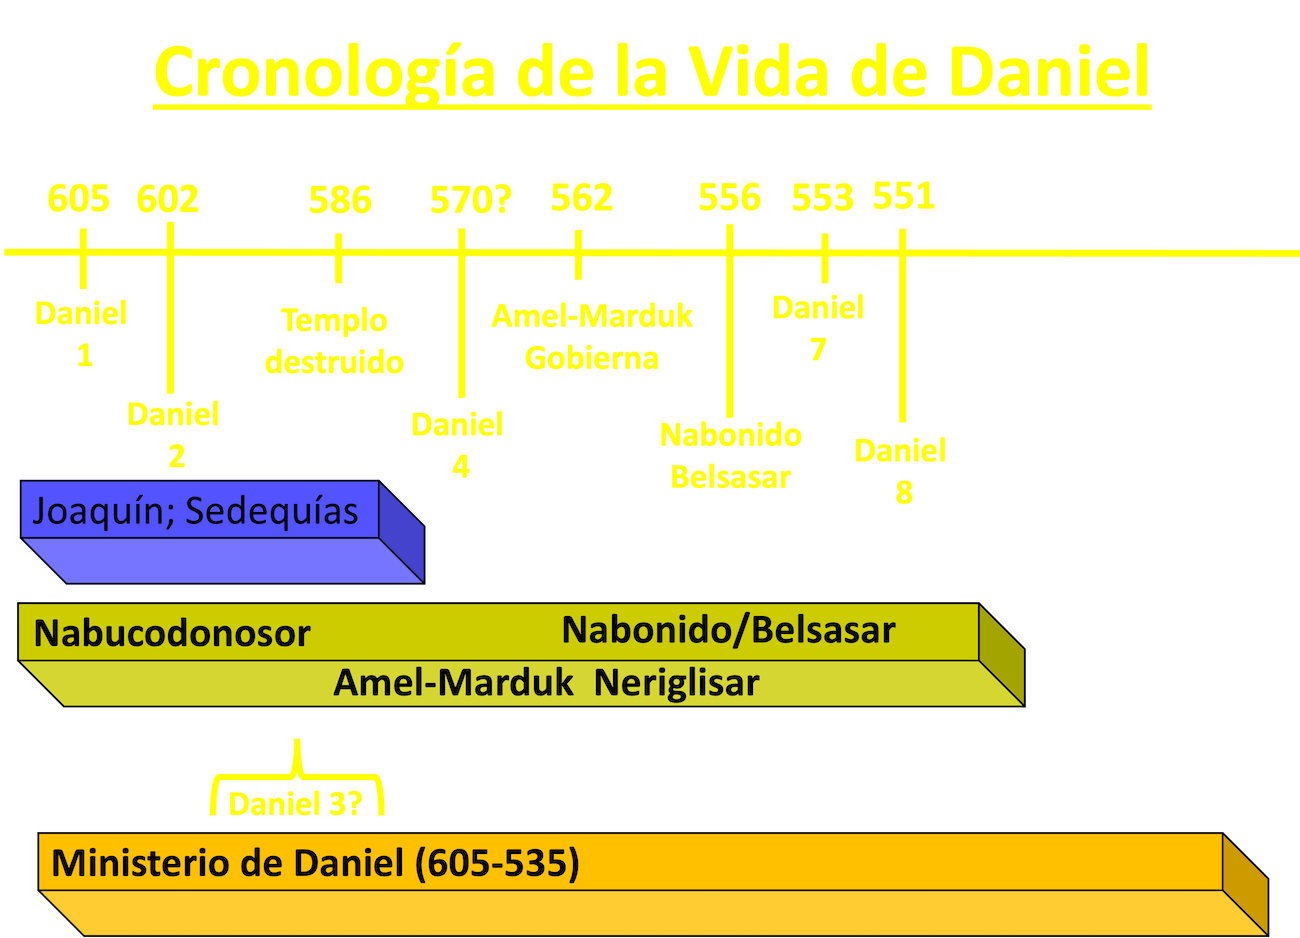 Cronología de la Vida de Daniel
605 602 586 570? 562 556 553 551
Daniel
1
Daniel
2
Templo
destruido
Daniel
4
Amel-Marduk
Gobierna
Nabonido
Belsasar
Daniel
7
Daniel
8
Joaquín; Sedequías
Nabucodonosor
Nabonido/Belsasar
Amel-Marduk Neriglisar
Daniel 3?
Ministerio de Daniel (605-535)